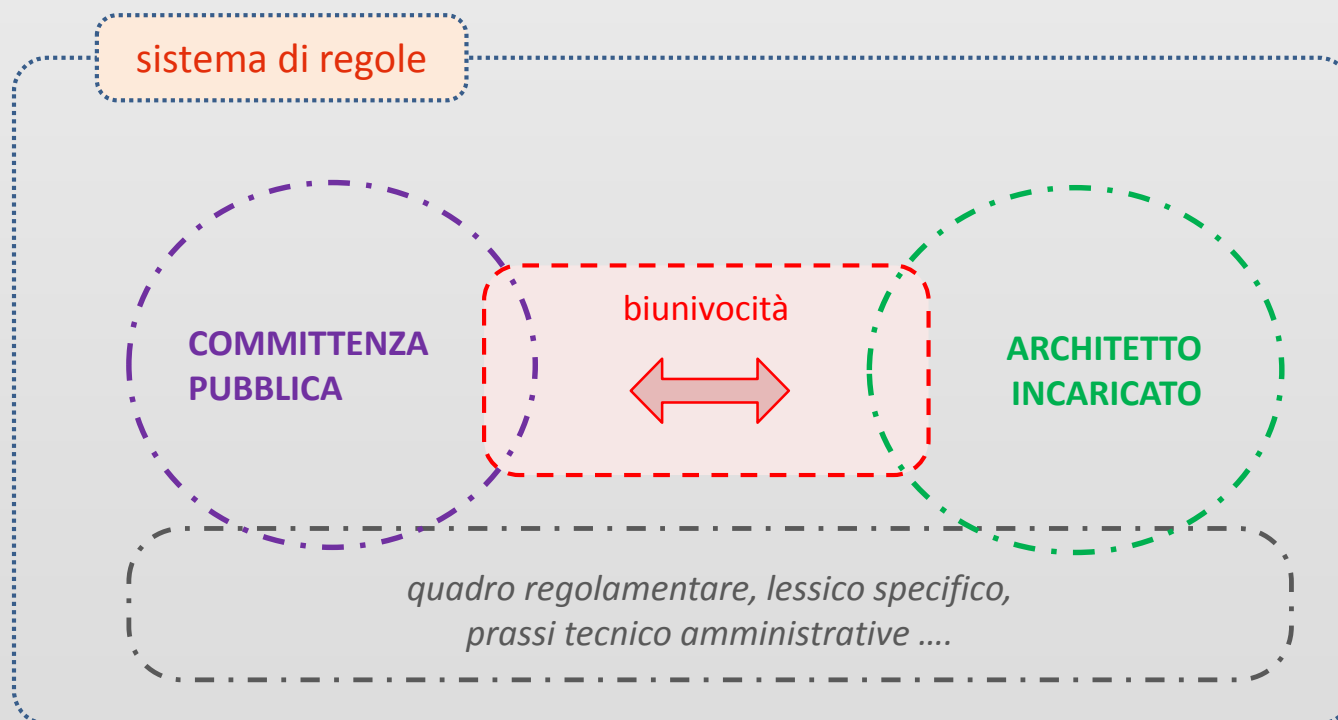 sistema di regole
biunivocità
COMMITTENZA
PUBBLICA
ARCHITETTO
INCARICATO
quadro regolamentare, lessico specifico,
prassi tecnico amministrative ….